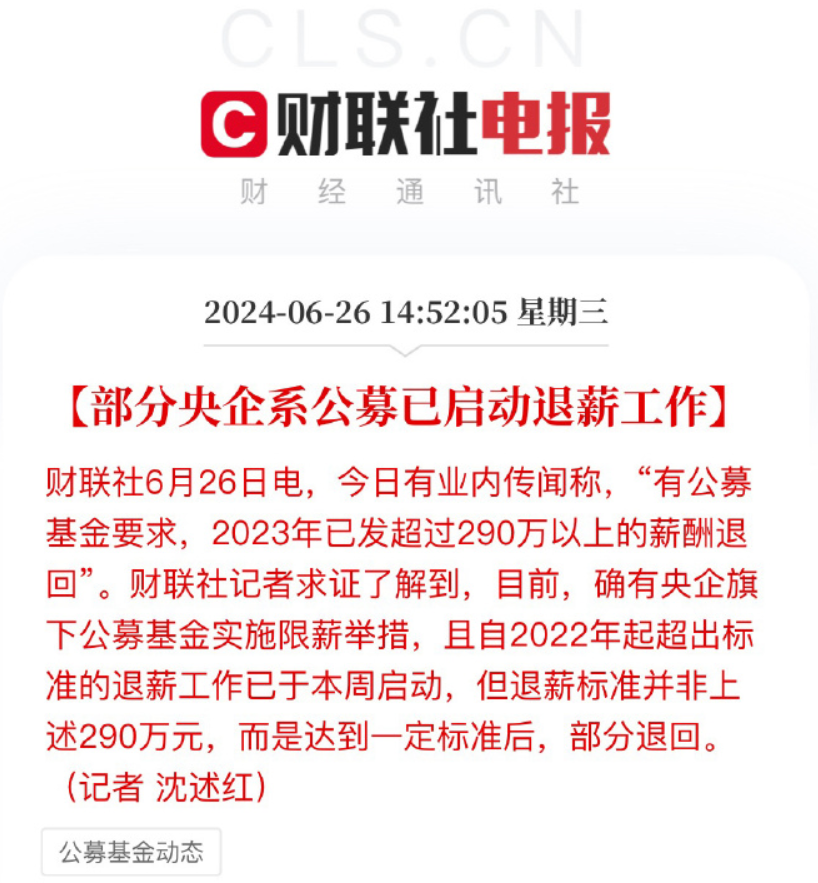 CLS.CN
C财联社电报
财经通讯社
2024-06-26 14:52:05 星期三
【部分央企系公募已启动退薪工作】
财联社6月26日电，今日有业内传闻称，“有公募
基金要求，2023年已发超过290万以上的薪酬退
回”。财联社记者求证了解到，目前，确有央企旗
下公募基金实施限薪举措，且自2022年起超出标
准的退薪工作已于本周启动，但退薪标准并非上
述290万元，而是达到一定标准后，部分退回。
（记者 沈述红）
公募基金动态